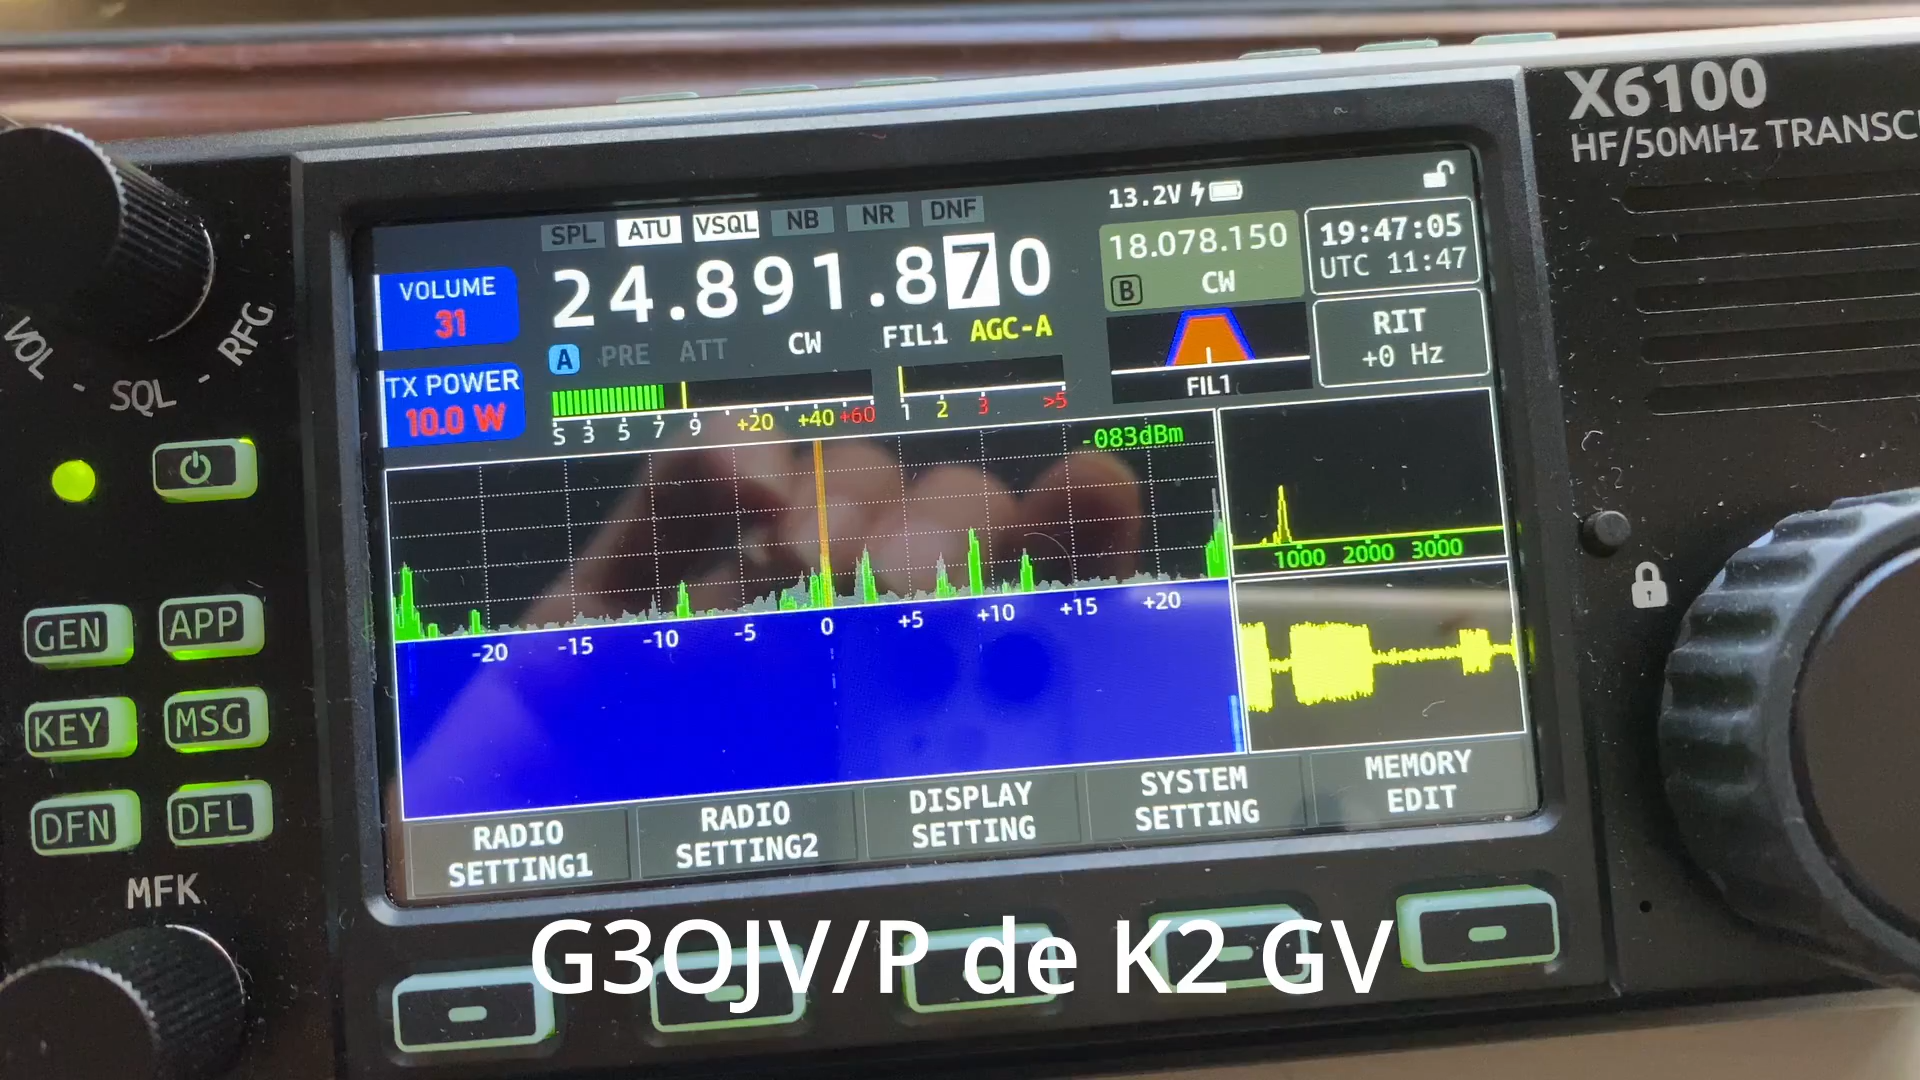 X6100
HF/50MHz TRANSC
SPL ATU VSQL NB NR DNF
13.2V
VOLUME
31
24.891.870
18.078.150
B CW
19:47:05
UTC 11:47
A PRE ATT CW FIL1 AGC-A
RIT
+0 Hz
TX POWER
10.0 W
S 3 5 7 9 +20 +40 +60
1 2 3 >5
FIL1
-083dBm
1000 2000 3000
-20 -15 -10 -5 0 +5 +10 +15 +20
RADIO
SETTING1
RADIO
SETTING2
DISPLAY
SETTING
SYSTEM
SETTING
MEMORY
EDIT
VOL - SQL - RFG
GEN APP
KEY MSG
DFN DFL
MFK
G3OJV/P de K2 GV